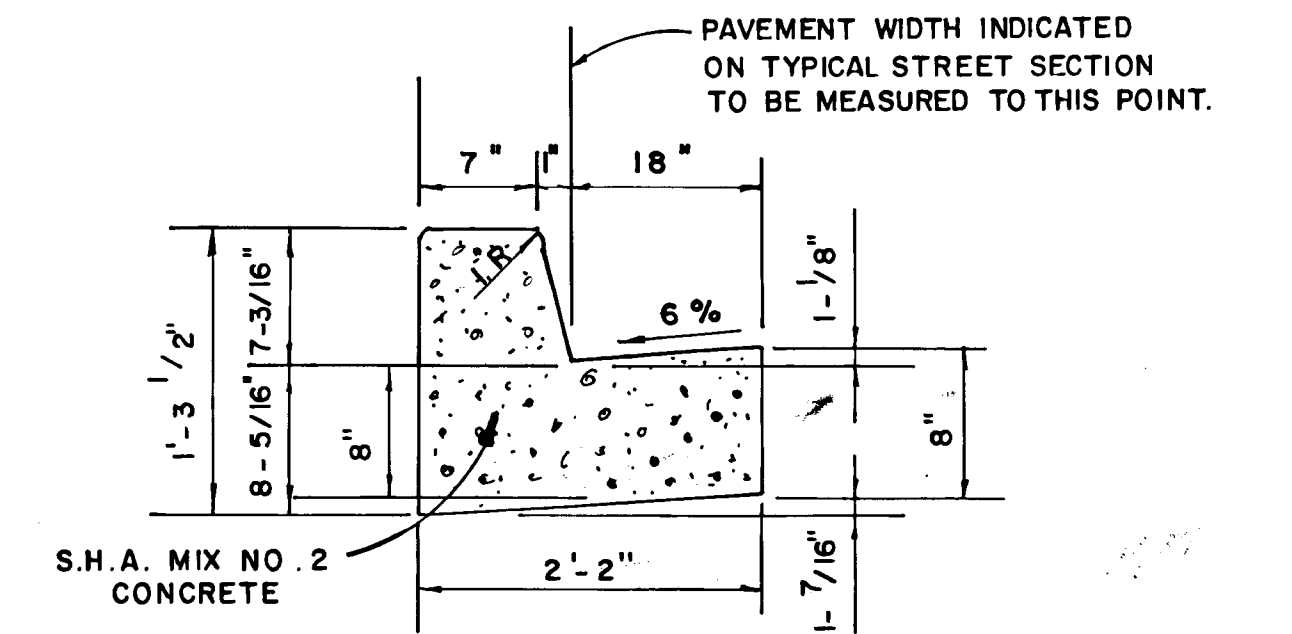 PAVEMENT WIDTH INDICATED
ON TYPICAL STREET SECTION
TO BE MEASURED TO THIS POINT.
7" 1" 18"
1'-3 1/2"
7-3/16"
8-5/16"
8"
1 R
6%
1-1/8"
8"
1-7/16"
2'-2"
S.H.A. MIX NO. 2
CONCRETE